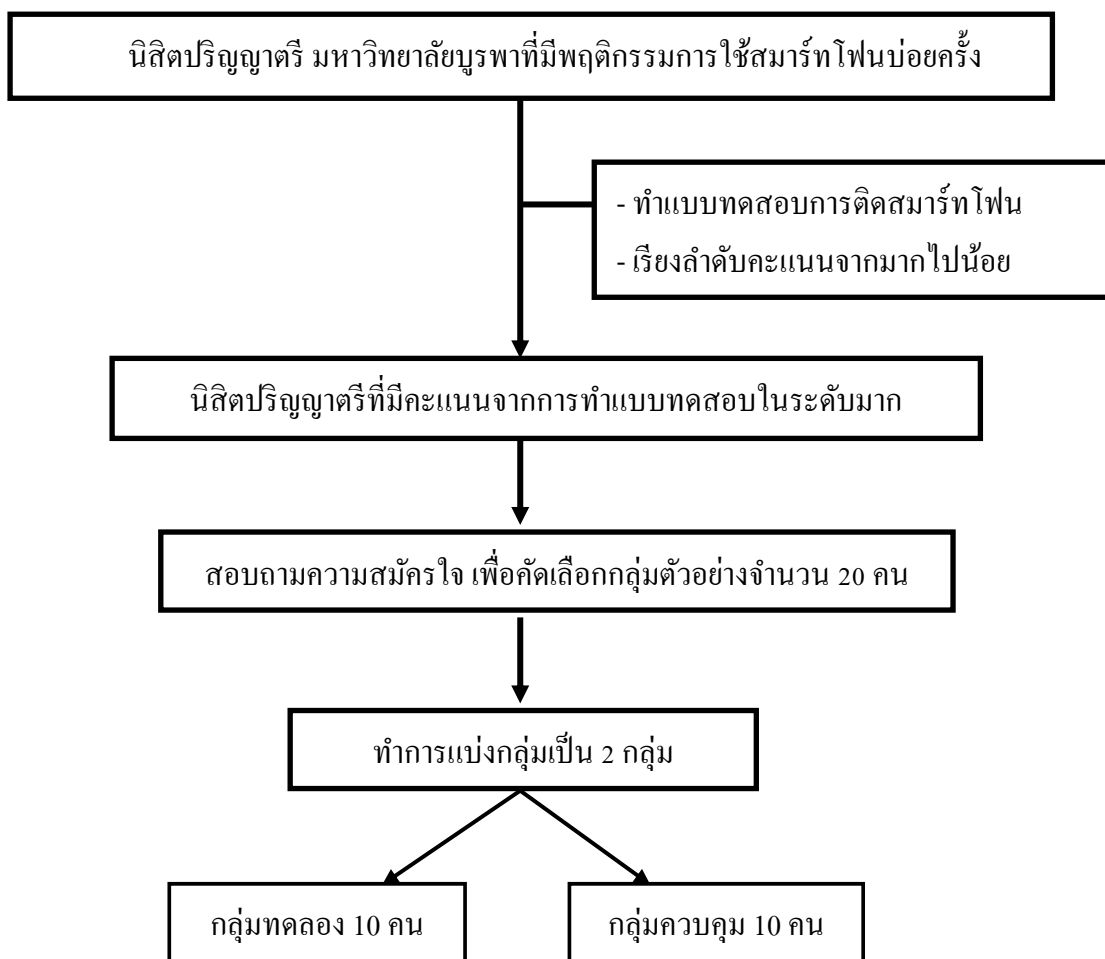 นิสิตปริญญาตรี มหาวิทยาลัยบูรพาที่มีพฤติกรรมการใช้สมาร์ทโฟนบ่อยครั้ง
- ทำแบบทดสอบการติดสมาร์ทโฟน
- เรียงลำดับคะแนนจากมากไปน้อย
นิสิตปริญญาตรีที่มีคะแนนจากการทำแบบทดสอบในระดับมาก
สอบถามความสมัครใจ เพื่อคัดเลือกกลุ่มตัวอย่างจำนวน 20 คน
ทำการแบ่งกลุ่มเป็น 2 กลุ่ม
กลุ่มทดลอง 10 คน
กลุ่มควบคุม 10 คน